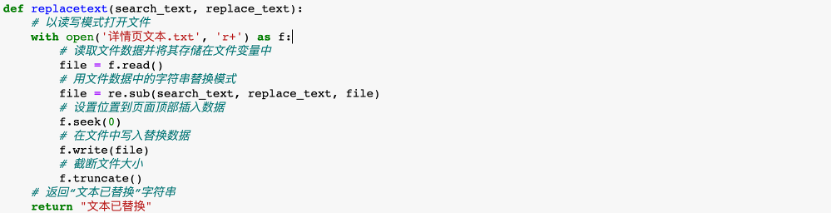 def replacetext(search_text, replace_text):
    # 以读写模式打开文件
    with open('详情页文本.txt', 'r+') as f:
        # 读取文件数据并将其存储在文件变量中
        file = f.read()
        # 用文件数据中的字符串替换模式
        file = re.sub(search_text, replace_text, file)
        # 设置位置到页面顶部插入数据
        f.seek(0)
        # 在文件中写入替换数据
        f.write(file)
        # 截断文件大小
        f.truncate()
    # 返回“文本已替换”字符串
    return "文本已替换"